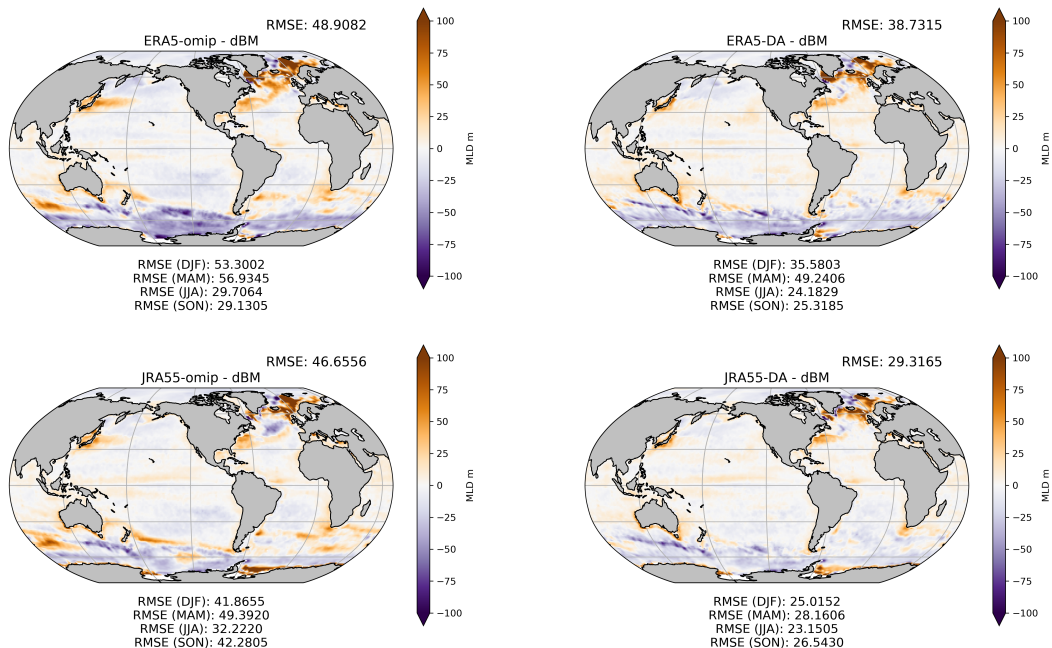 RMSE: 48.9082
ERA5-omip - dBM
100
75
50
25
0
−25
−50
−75
−100
MLD m
RMSE (DJF): 53.3002
RMSE (MAM): 56.9345
RMSE (JJA): 29.7064
RMSE (SON): 29.1305
RMSE: 38.7315
ERA5-DA - dBM
100
75
50
25
0
−25
−50
−75
−100
MLD m
RMSE (DJF): 35.5803
RMSE (MAM): 49.2406
RMSE (JJA): 24.1829
RMSE (SON): 25.3185
RMSE: 46.6556
JRA55-omip - dBM
100
75
50
25
0
−25
−50
−75
−100
MLD m
RMSE (DJF): 41.8655
RMSE (MAM): 49.3920
RMSE (JJA): 32.2220
RMSE (SON): 42.2805
RMSE: 29.3165
JRA55-DA - dBM
100
75
50
25
0
−25
−50
−75
−100
MLD m
RMSE (DJF): 25.0152
RMSE (MAM): 28.1606
RMSE (JJA): 23.1505
RMSE (SON): 26.5430